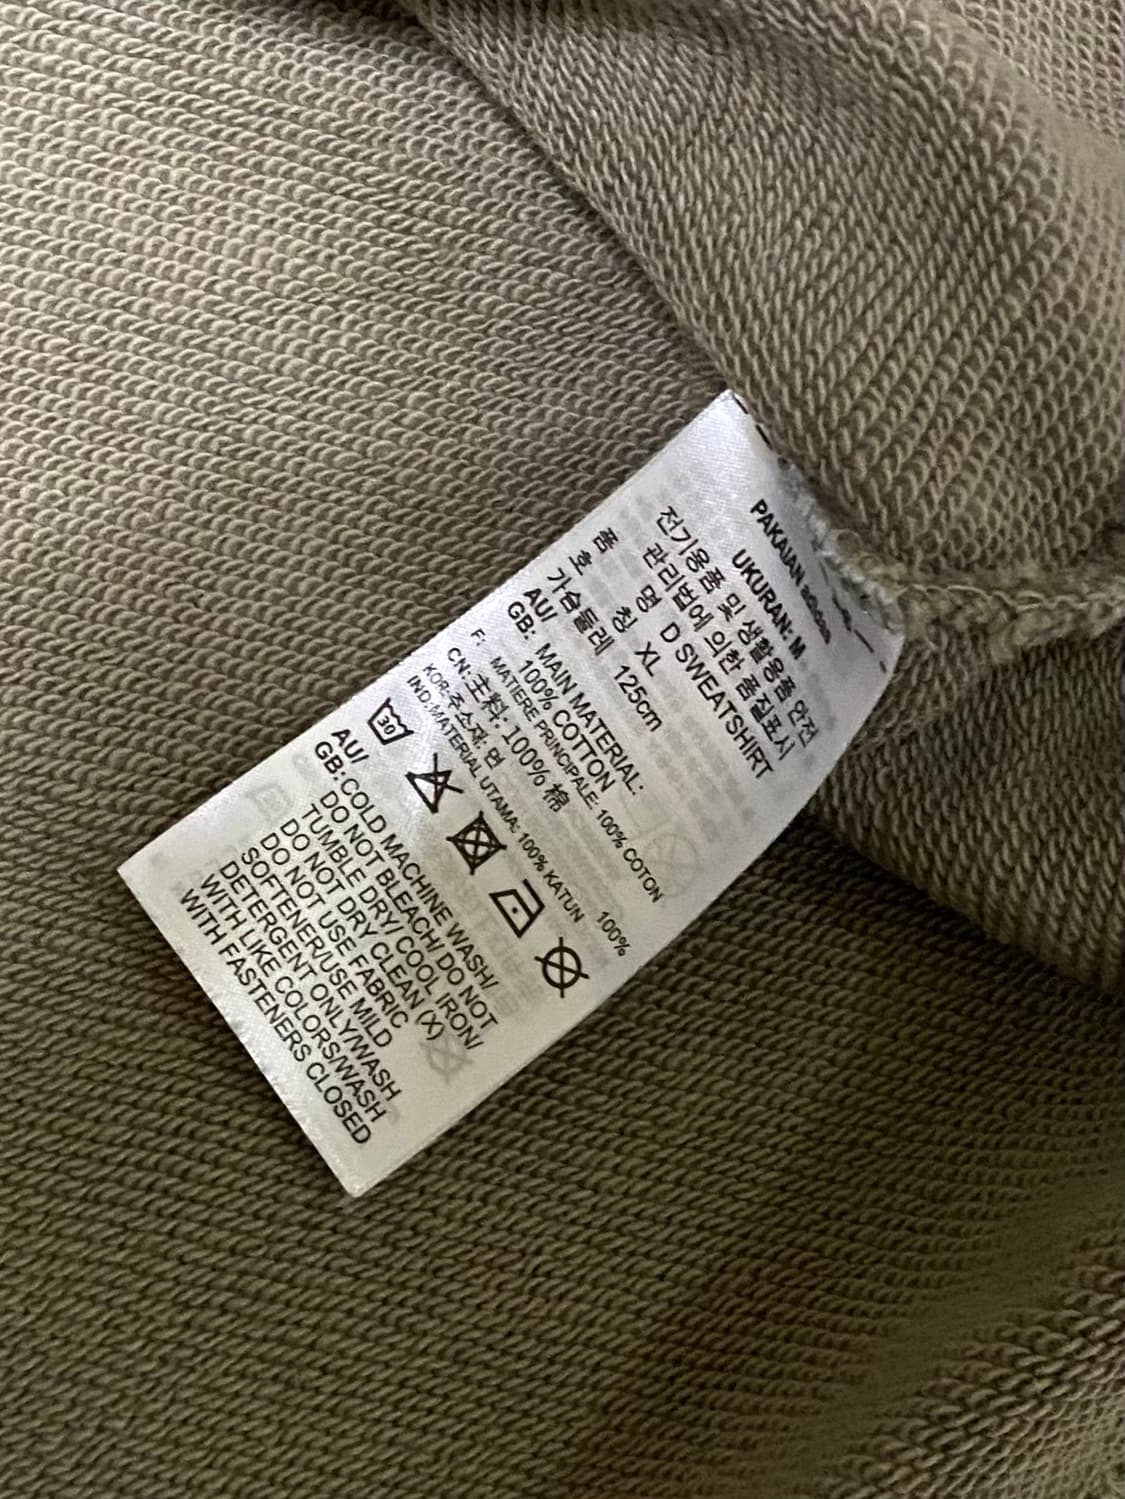 PAKAIAN adidas
UKURAN: M
전기용품 및 생활용품 안전
관리법에 의한 품질표시
품 명 D SWEATSHIRT
호 칭 XL
가슴둘레 125cm
AU/
GB: MAIN MATERIAL:
100% COTTON
F: MATIERE PRINCIPALE: 100% COTON
CN: 主料: 100% 棉
KOR: 주소재: 면 100%
IND: MATERIAL UTAMA: 100% KATUN
30
AU/
GB: COLD MACHINE WASH/
DO NOT BLEACH/ DO NOT
TUMBLE DRY/ COOL IRON/
DO NOT DRY CLEAN (X)
DO NOT USE FABRIC
SOFTENER/USE MILD
DETERGENT ONLY/WASH
WITH LIKE COLORS/WASH
WITH FASTENERS CLOSED